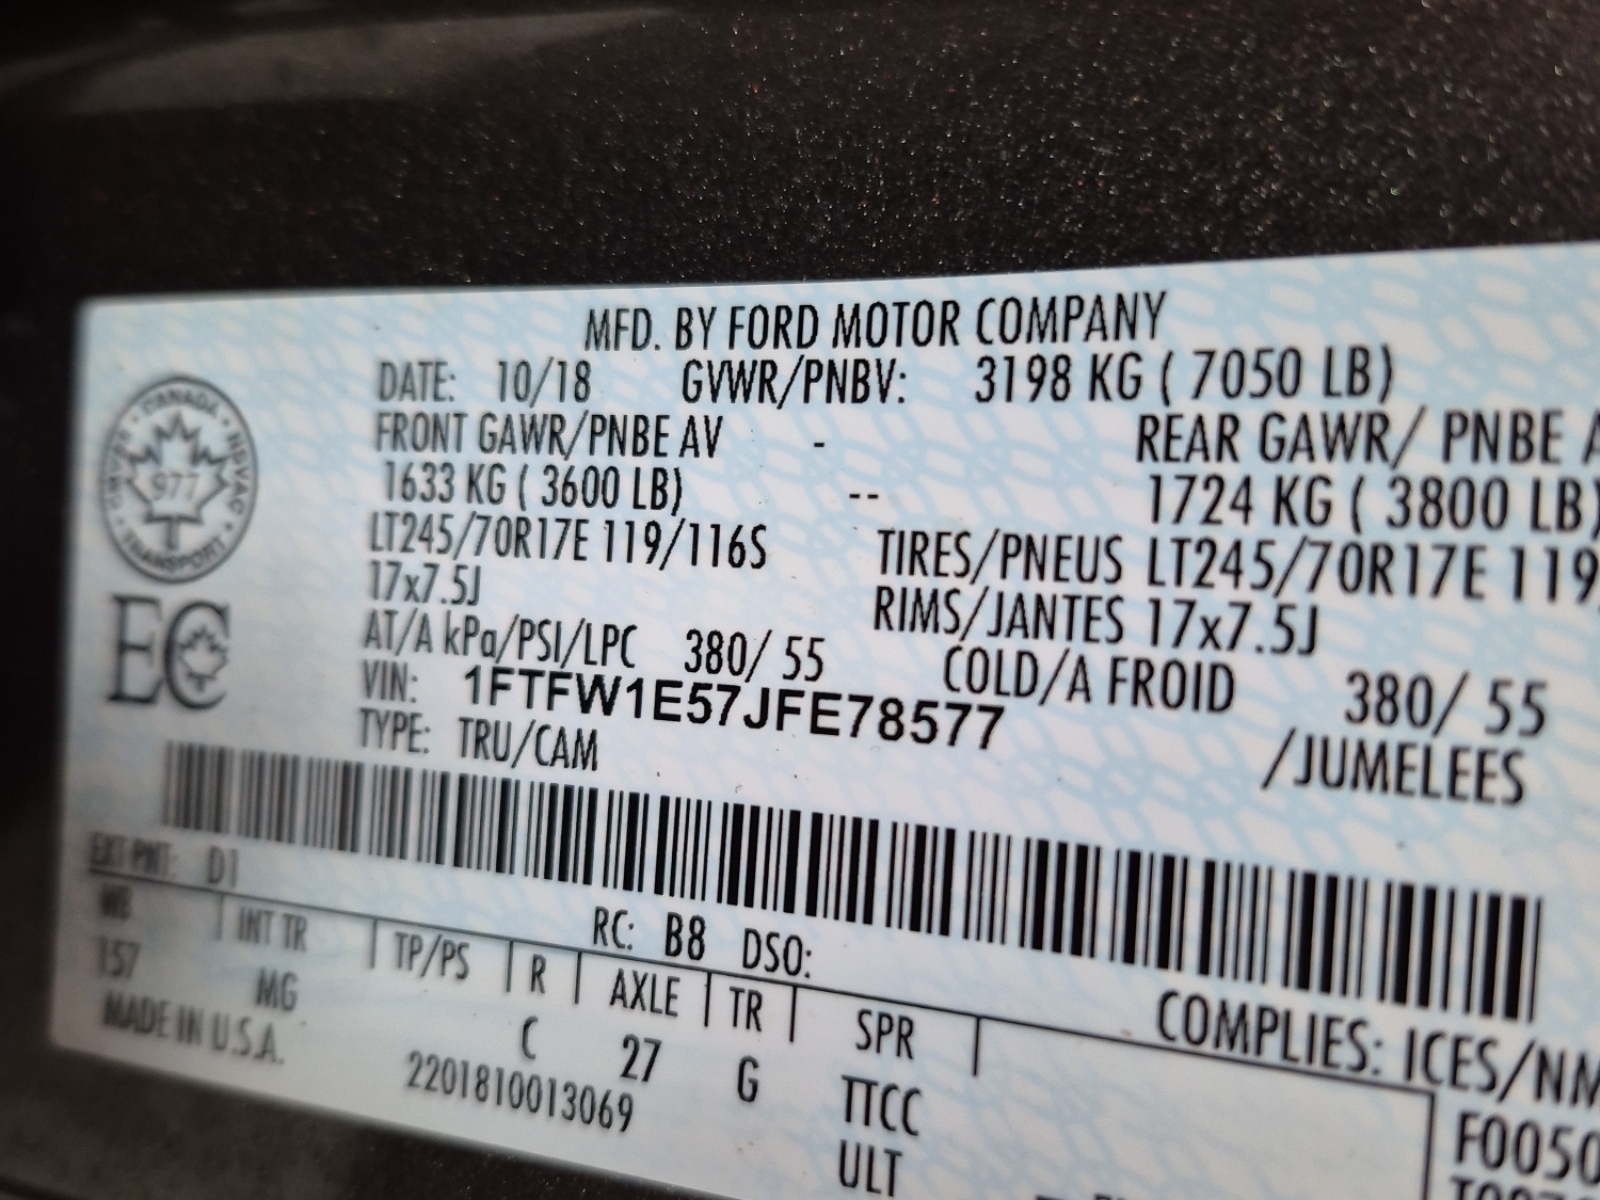 MFD. BY FORD MOTOR COMPANY
DATE: 10/18 GVWR/PNBV: 3198 KG ( 7050 LB)
FRONT GAWR/PNBE AV - REAR GAWR/ PNBE
1633 KG ( 3600 LB) -- 1724 KG ( 3800 LB)
LT245/70R17E 119/116S TIRES/PNEUS LT245/70R17E 119
17x7.5J RIMS/JANTES 17x7.5J
AT/A kPa/PSI/LPC 380/ 55 COLD/A FROID 380/ 55
VIN: 1FTFW1E57JFE78577 /JUMELEES
TYPE: TRU/CAM
CANADA
NSVAC
TRANSPORT
CMVSS
977
EC
EXT PNT: D1 RC: B8 DSO:
WB INT TR TP/PS R AXLE TR SPR COMPLIES: ICES/NM
157 MG C 27 G TTCC F0050
MADE IN U.S.A. 2201810013069 ULT